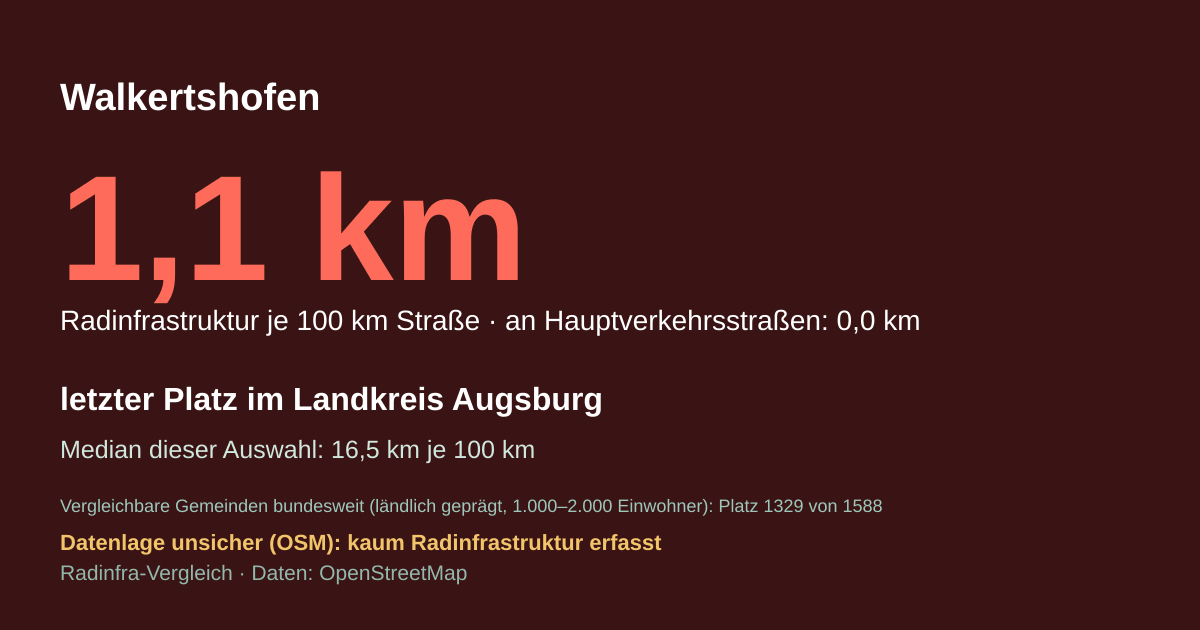 Walkertshofen
1,1 km
Radinfrastruktur je 100 km Straße · an Hauptverkehrsstraßen: 0,0 km
letzter Platz im Landkreis Augsburg
Median dieser Auswahl: 16,5 km je 100 km
Vergleichbare Gemeinden bundesweit (ländlich geprägt, 1.000–2.000 Einwohner): Platz 1329 von 1588
Datenlage unsicher (OSM): kaum Radinfrastruktur erfasst
Radinfra-Vergleich · Daten: OpenStreetMap